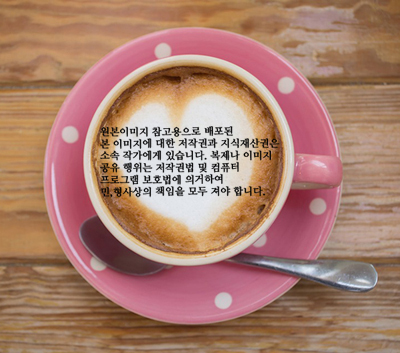 원본이미지 참고용으로 배포된
본 이미지에 대한 저작권과 지식재산권은
소속 작가에게 있습니다. 복제나 이미지
공유 행위는 저작권법 및 컴퓨터
프로그램 보호법에 의거하여
민,형사상의 책임을 모두 져야 합니다.